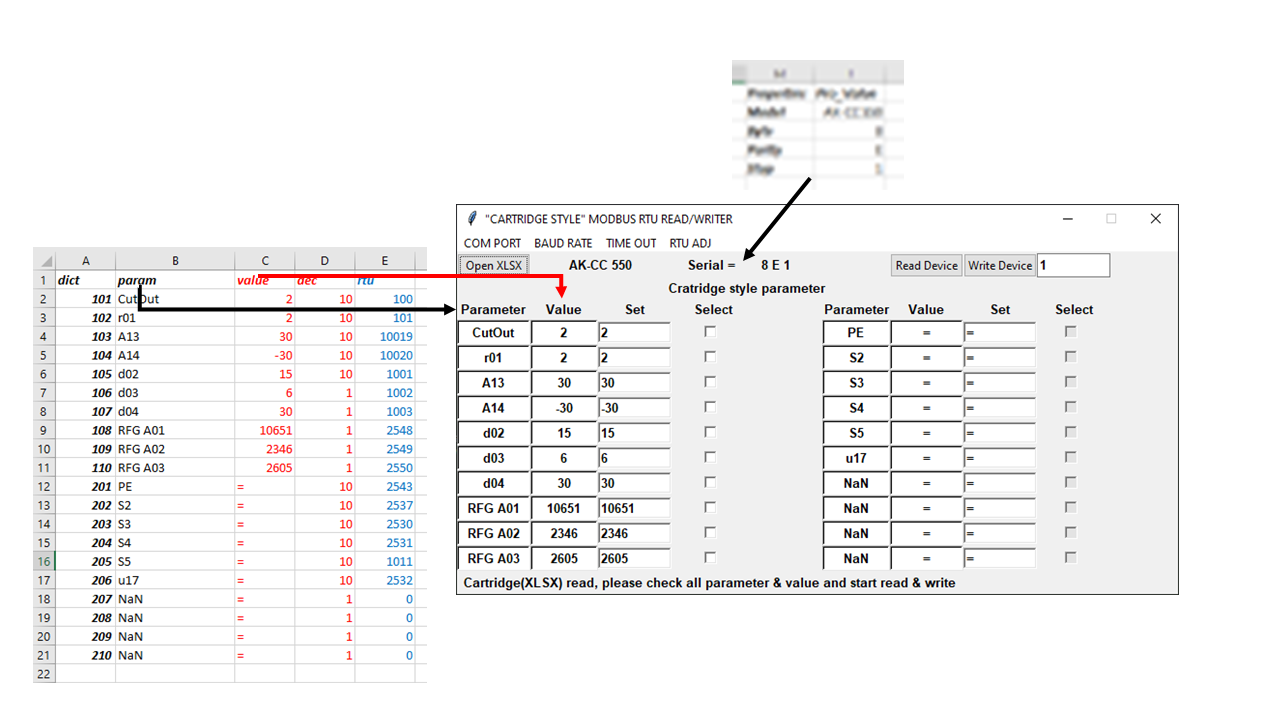 A B C D E
1 dict param value dec rtu
2 101 CutOut 2 10 100
3 102 r01 2 10 101
4 103 A13 30 10 10019
5 104 A14 -30 10 10020
6 105 d02 15 10 1001
7 106 d03 6 1 1002
8 107 d04 30 1 1003
9 108 RFG A01 10651 1 2548
10 109 RFG A02 2346 1 2549
11 110 RFG A03 2605 1 2550
12 201 PE = 10 2543
13 202 S2 = 10 2537
14 203 S3 = 10 2530
15 204 S4 = 10 2531
16 205 S5 = 10 1011
17 206 u17 = 10 2532
18 207 NaN = 1 0
19 208 NaN = 1 0
20 209 NaN = 1 0
21 210 NaN = 1 0
22
"CARTRIDGE STYLE" MODBUS RTU READ/WRITER
COM PORT BAUD RATE TIME OUT RTU ADJ
Open XLSX AK-CC 550 Serial = 8 E 1 Read Device Write Device 1
Cratridge style parameter
Parameter Value Set Select Parameter Value Set Select
CutOut 2 2 PE = =
r01 2 2 S2 = =
A13 30 30 S3 = =
A14 -30 -30 S4 = =
d02 15 15 S5 = =
d03 6 6 u17 = =
d04 30 30 NaN = =
RFG A01 10651 10651 NaN = =
RFG A02 2346 2346 NaN = =
RFG A03 2605 2605 NaN = =
Cartridge(XLSX) read, please check all parameter & value and start read & write